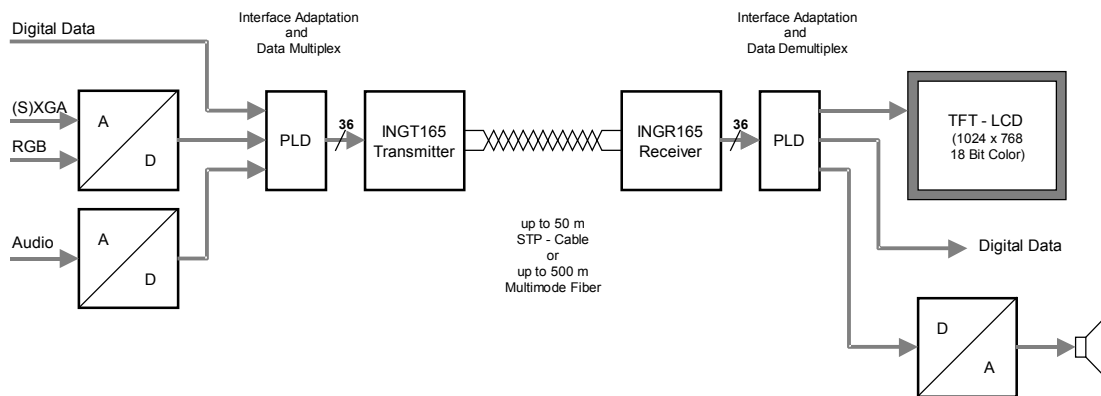 Interface Adaptation
and
Data Multiplex
Interface Adaptation
and
Data Demultiplex
Digital Data
(S)XGA
RGB
A
D
Audio
A
D
PLD
36
INGT165
Transmitter
INGR165
Receiver
36
PLD
TFT - LCD
(1024 x 768
18 Bit Color)
up to 50 m
STP - Cable
or
up to 500 m
Multimode Fiber
Digital Data
D
A